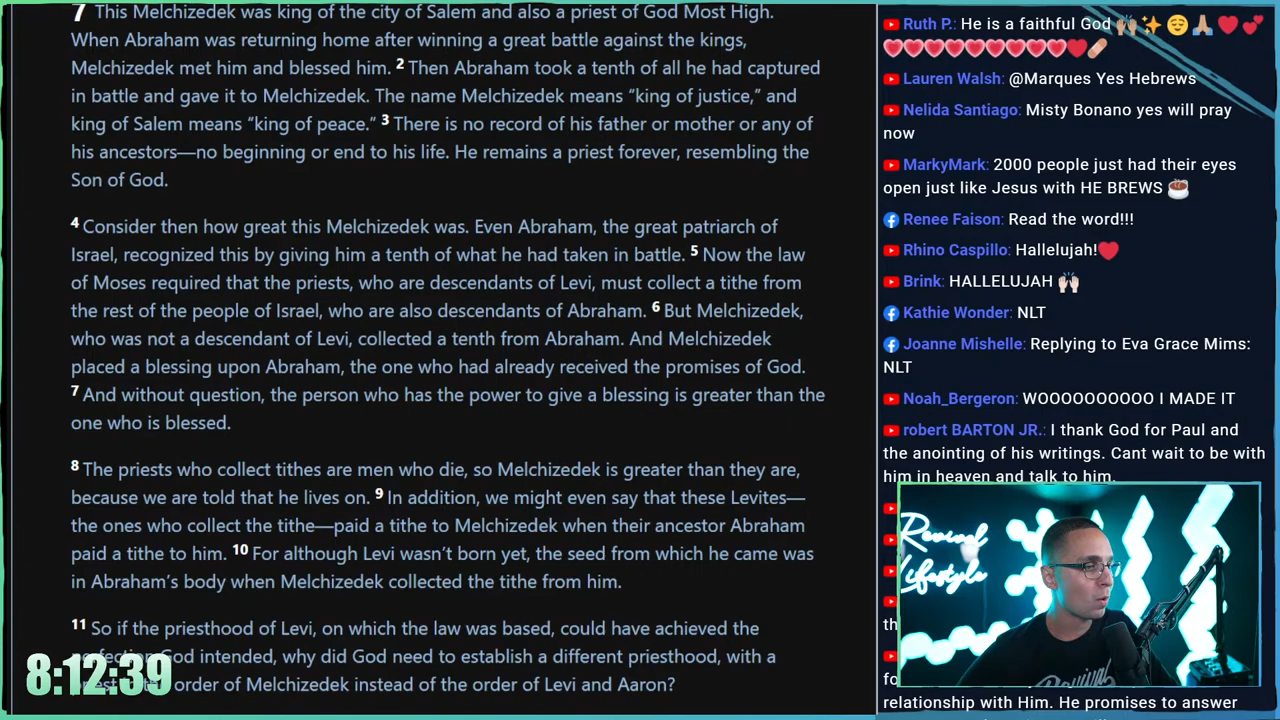 7 This Melchizedek was king of the city of Salem and also a priest of God Most High.
When Abraham was returning home after winning a great battle against the kings,
Melchizedek met him and blessed him. 2 Then Abraham took a tenth of all he had captured
in battle and gave it to Melchizedek. The name Melchizedek means “king of justice,” and
king of Salem means “king of peace.” 3 There is no record of his father or mother or any of
his ancestors—no beginning or end to his life. He remains a priest forever, resembling the
Son of God.
4 Consider then how great this Melchizedek was. Even Abraham, the great patriarch of
Israel, recognized this by giving him a tenth of what he had taken in battle. 5 Now the law
of Moses required that the priests, who are descendants of Levi, must collect a tithe from
the rest of the people of Israel, who are also descendants of Abraham. 6 But Melchizedek,
who was not a descendant of Levi, collected a tenth from Abraham. And Melchizedek
placed a blessing upon Abraham, the one who had already received the promises of God.
7 And without question, the person who has the power to give a blessing is greater than the
one who is blessed.
8 The priests who collect tithes are men who die, so Melchizedek is greater than they are,
because we are told that he lives on. 9 In addition, we might even say that these Levites—
the ones who collect the tithe—paid a tithe to Melchizedek when their ancestor Abraham
paid a tithe to him. 10 For although Levi wasn’t born yet, the seed from which he came was
in Abraham’s body when Melchizedek collected the tithe from him.
11 So if the priesthood of Levi, on which the law was based, could have achieved the
God intended, why did God need to establish a different priesthood, with a
order of Melchizedek instead of the order of Levi and Aaron?
8:12:39
Ruth P.: He is a faithful God 🙌🏼✨😌🙏🏼❤️💕
💗💗💗💗💗💗💗💗💗❤️🩹
Lauren Walsh: @Marques Yes Hebrews
Nelida Santiago: Misty Bonano yes will pray
now
MarkyMark: 2000 people just had their eyes
open just like Jesus with HE BREWS ☕
Renee Faison: Read the word!!!
Rhino Caspillo: Hallelujah!❤️
Brink: HALLELUJAH 🙌🏻
Kathie Wonder: NLT
Joanne Mishelle: Replying to Eva Grace Mims:
NLT
Noah_Bergeron: WOOOOOOOOOO I MADE IT
robert BARTON JR.: I thank God for Paul and
the anointing of his writings. Cant wait to be with
him in heaven and talk to him.
th
fo
relationship with Him. He promises to answer
Revival
Lifestyle
Revival